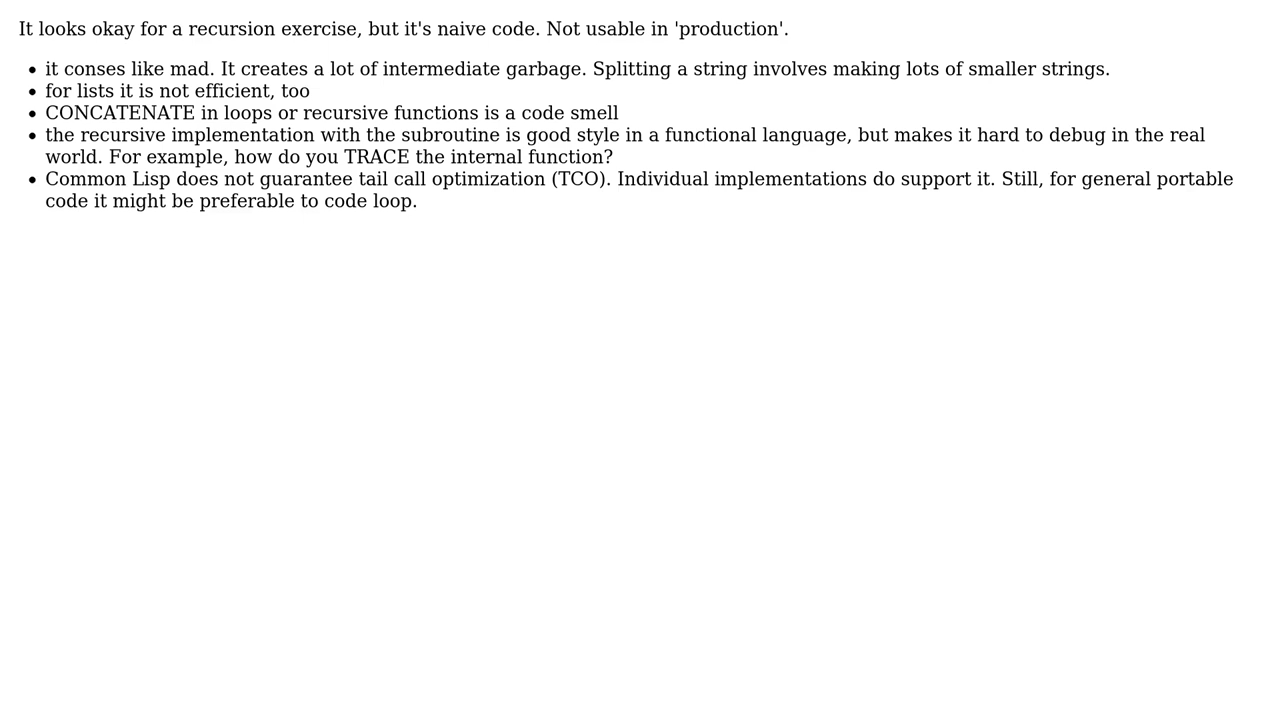 It looks okay for a recursion exercise, but it's naive code. Not usable in 'production'.
it conses like mad. It creates a lot of intermediate garbage. Splitting a string involves making lots of smaller strings.
for lists it is not efficient, too
CONCATENATE in loops or recursive functions is a code smell
the recursive implementation with the subroutine is good style in a functional language, but makes it hard to debug in the real
world. For example, how do you TRACE the internal function?
Common Lisp does not guarantee tail call optimization (TCO). Individual implementations do support it. Still, for general portable
code it might be preferable to code loop.